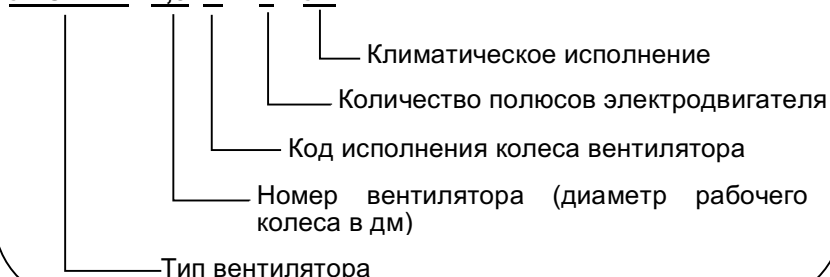 Климатическое исполнение
Количество полюсов электродвигателя
Код исполнения колеса вентилятора
Номер вентилятора (диаметр рабочего
колеса в дм)
Тип вентилятора